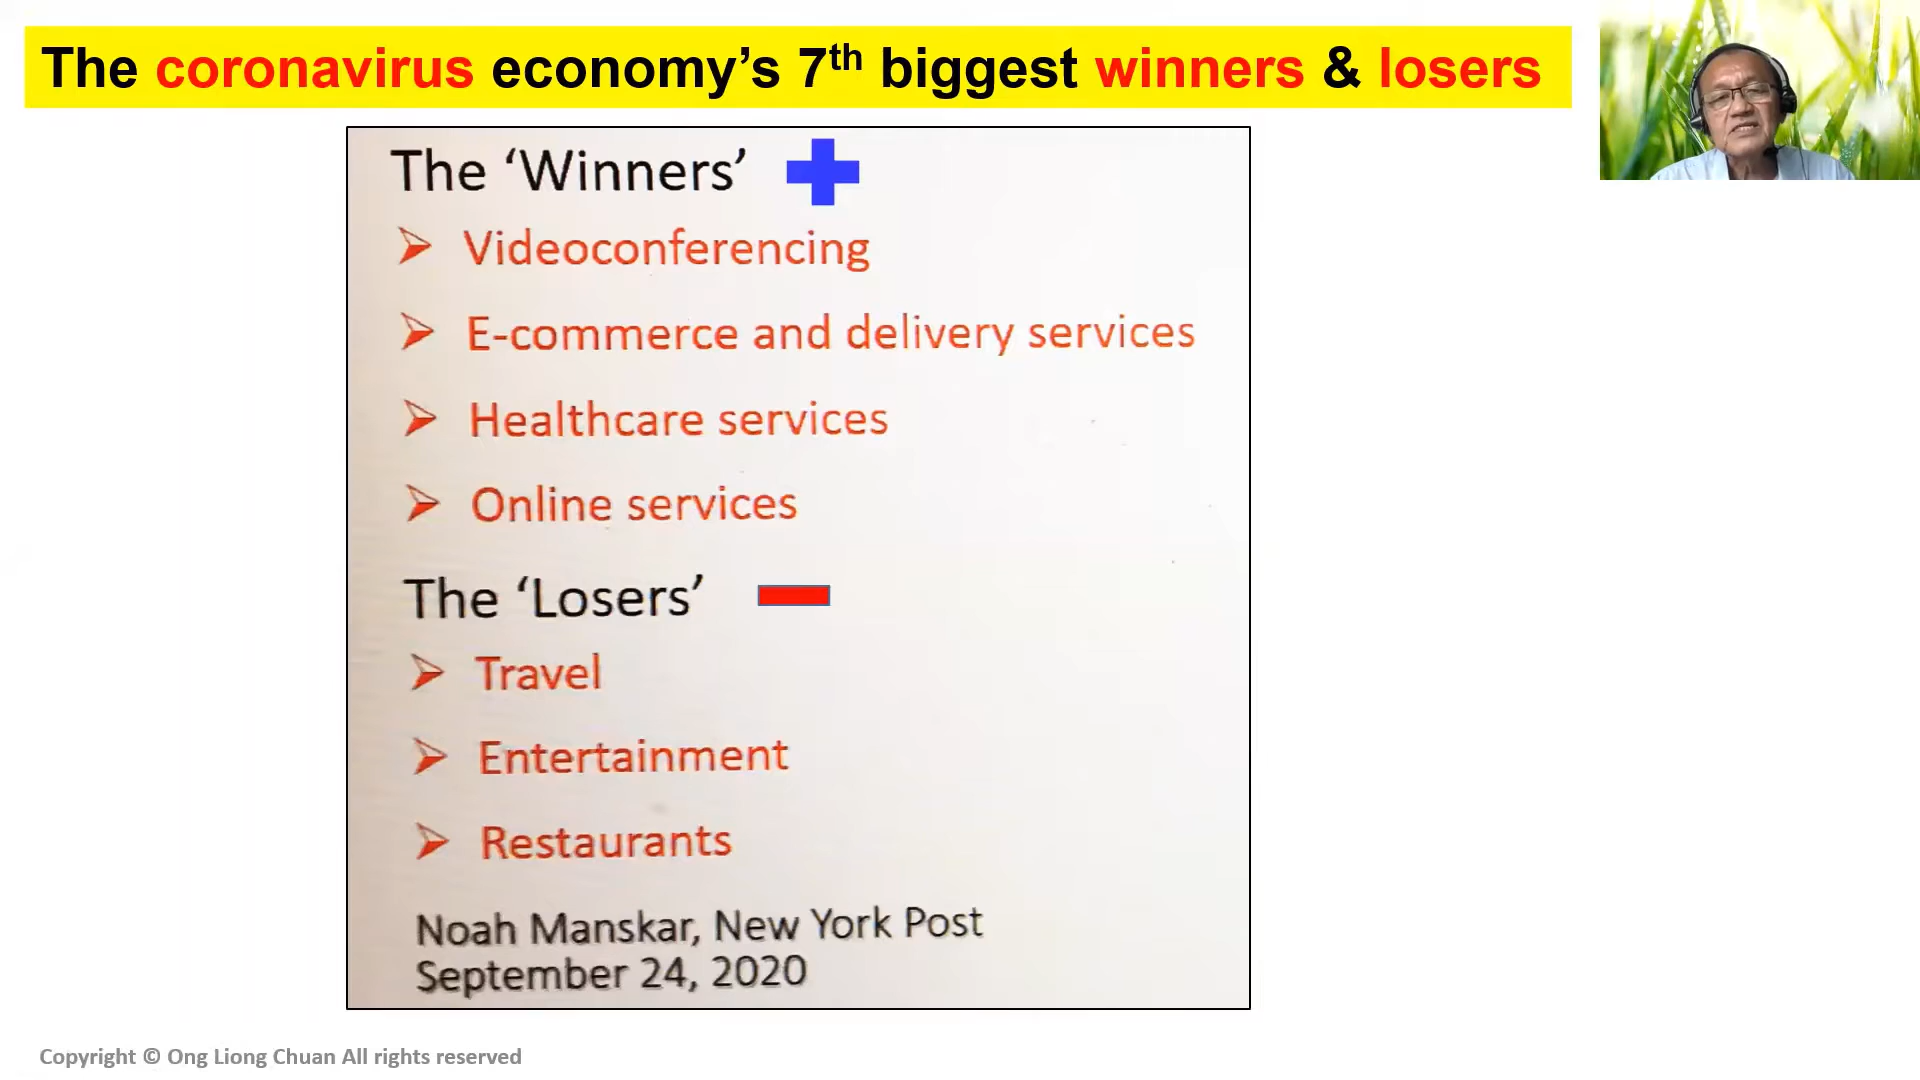 The coronavirus economy’s 7th biggest winners & losers
The ‘Winners’
Videoconferencing
E-commerce and delivery services
Healthcare services
Online services
The ‘Losers’
Travel
Entertainment
Restaurants
Noah Manskar, New York Post
September 24, 2020
Copyright © Ong Liong Chuan All rights reserved